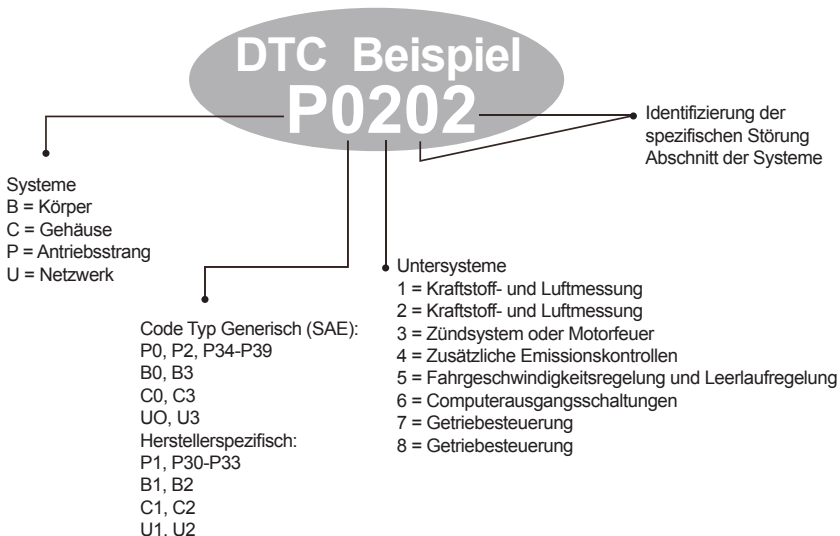 DTC Beispiel
P0202
Identifizierung der
spezifischen Störung
Abschnitt der Systeme
Systeme
B = Körper
C = Gehäuse
P = Antriebsstrang
U = Netzwerk
Untersysteme
1 = Kraftstoff- und Luftmessung
2 = Kraftstoff- und Luftmessung
3 = Zündsystem oder Motorfeuer
4 = Zusätzliche Emissionskontrollen
5 = Fahrgeschwindigkeitsregelung und Leerlaufregelung
6 = Computerausgangsschaltungen
7 = Getriebesteuerung
8 = Getriebesteuerung
Code Typ Generisch (SAE):
P0, P2, P34-P39
B0, B3
C0, C3
UO, U3
Herstellerspezifisch:
P1, P30-P33
B1, B2
C1, C2
U1, U2